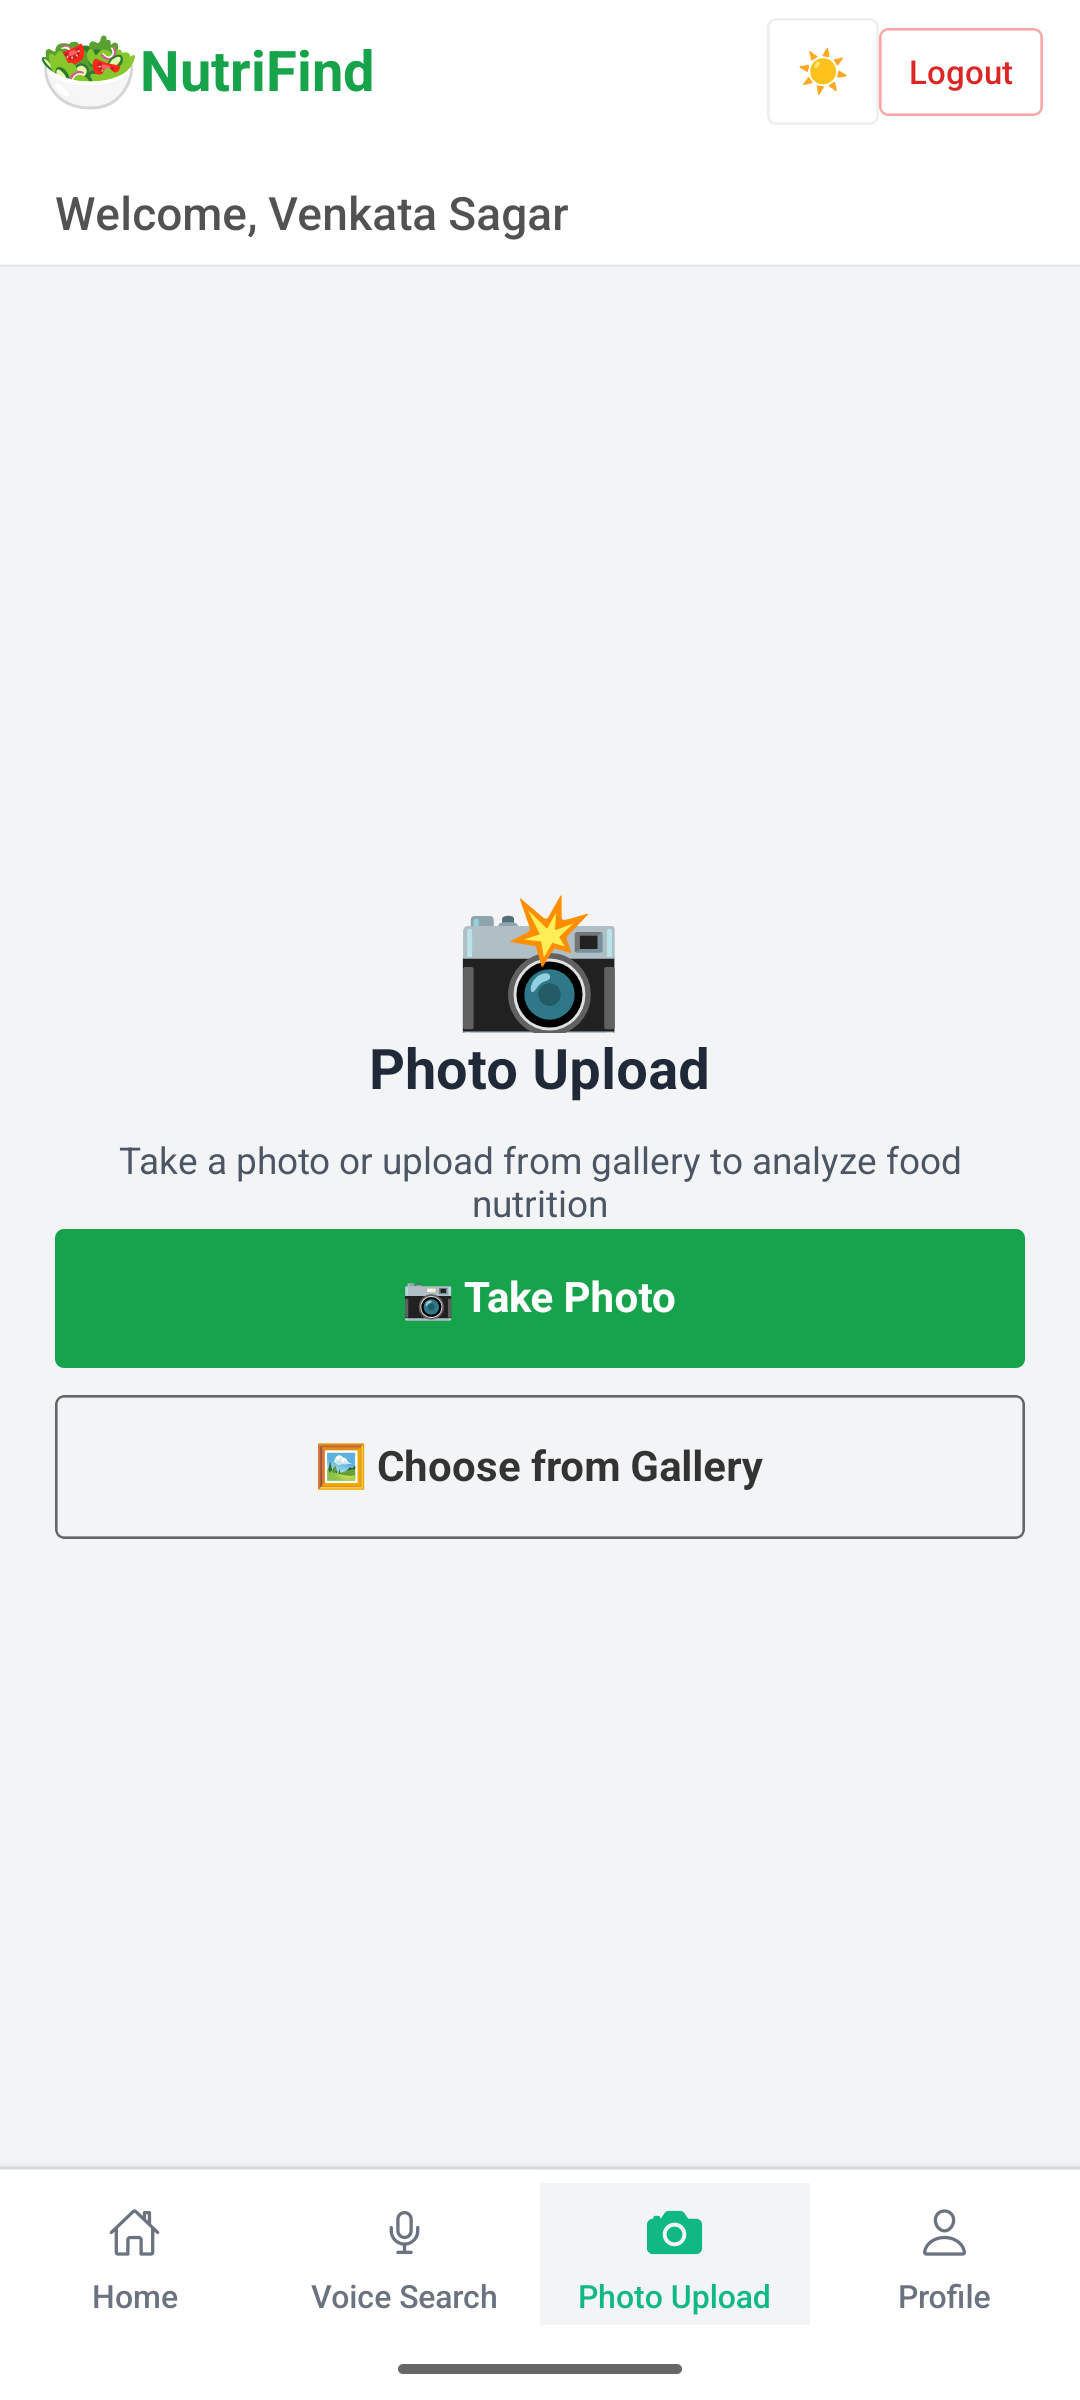 NutriFind
Logout
Welcome, Venkata Sagar
Photo Upload
Take a photo or upload from gallery to analyze food
nutrition
Take Photo
Choose from Gallery
Home
Voice Search
Photo Upload
Profile